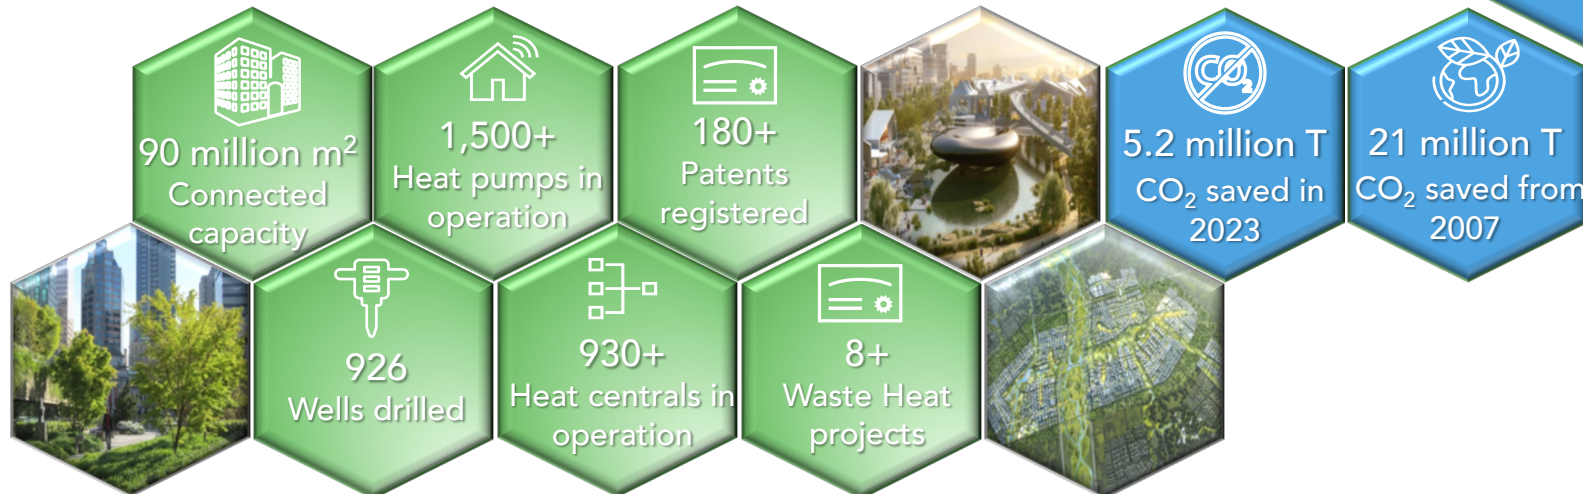 90 million m²
Connected
capacity
1,500+
Heat pumps in
operation
180+
Patents
registered
CO₂
5.2 million T
CO₂ saved in
2023
21 million T
CO₂ saved from
2007
926
Wells drilled
930+
Heat centrals in
operation
8+
Waste Heat
projects